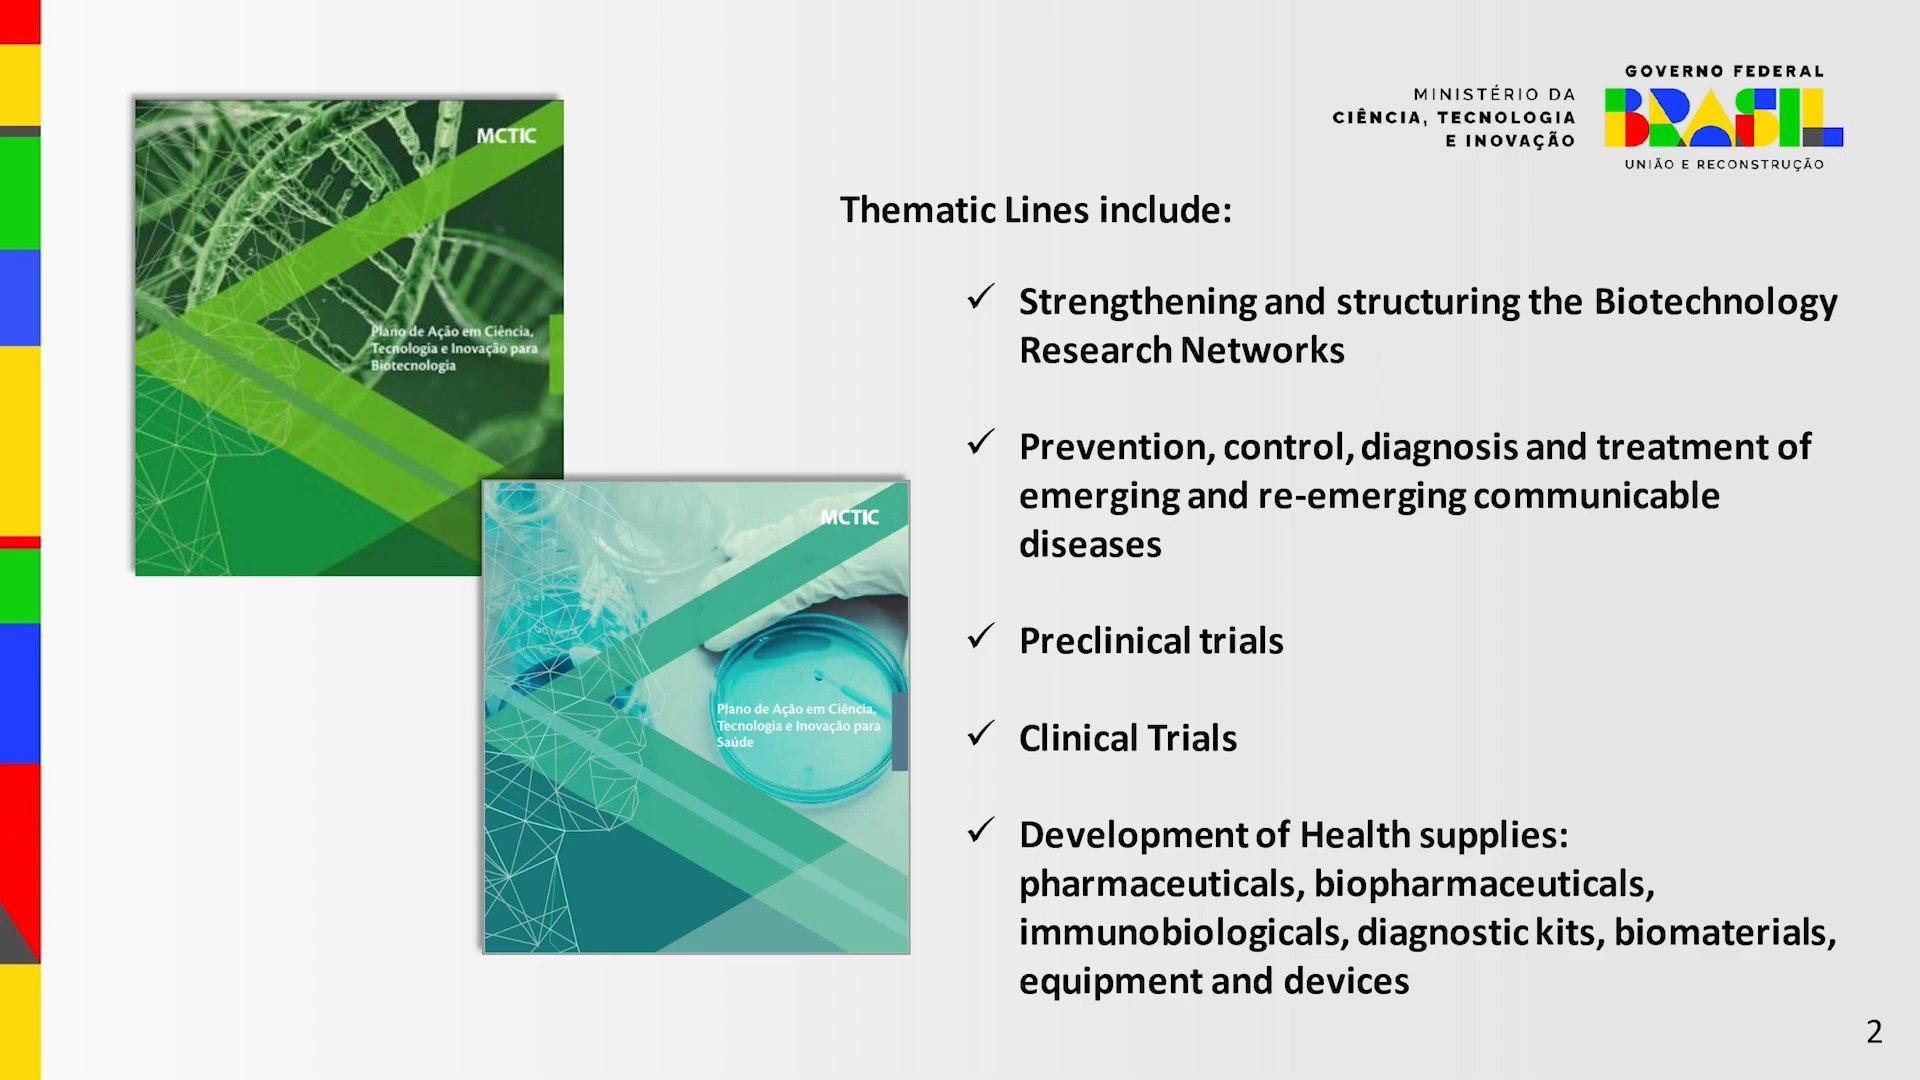 GOVERNO FEDERAL
MINISTÉRIO DA
CIÊNCIA, TECNOLOGIA
E INOVAÇÃO
BRASIL
UNIÃO E RECONSTRUÇÃO
MCTIC
Plano de Ação em Ciência,
Tecnologia e Inovação para
Biotecnologia
MCTIC
Plano de Ação em Ciência,
Tecnologia e Inovação para
Saúde
Thematic Lines include:
✓ Strengthening and structuring the Biotechnology
Research Networks
✓ Prevention, control, diagnosis and treatment of
emerging and re-emerging communicable
diseases
✓ Preclinical trials
✓ Clinical Trials
✓ Development of Health supplies:
pharmaceuticals, biopharmaceuticals,
immunobiologicals, diagnostic kits, biomaterials,
equipment and devices
2